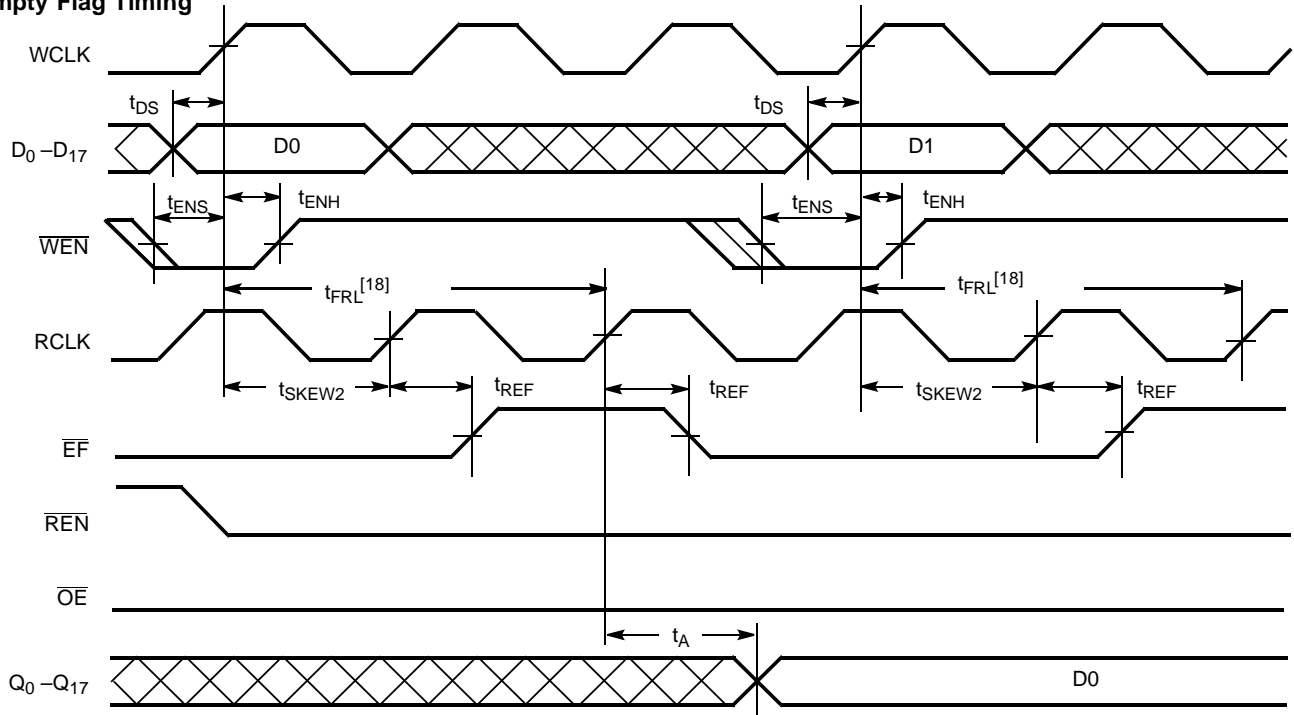 mpty Flag Timing
WCLK
tDS tDS
D0 –D17 D0 D1
tENS tENH tENS tENH
WEN
tFRL[18] tFRL[18]
RCLK
tSKEW2 tREF tREF tSKEW2 tREF
EF
REN
OE
tA
Q0 –Q17 D0